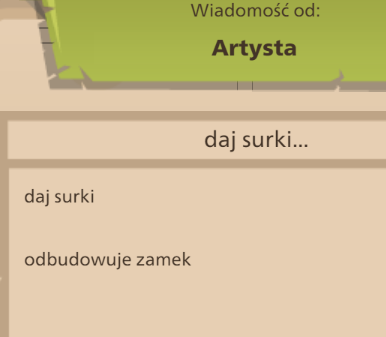 Wiadomość od:
Artysta
daj surki...
daj surki
odbudowuje zamek